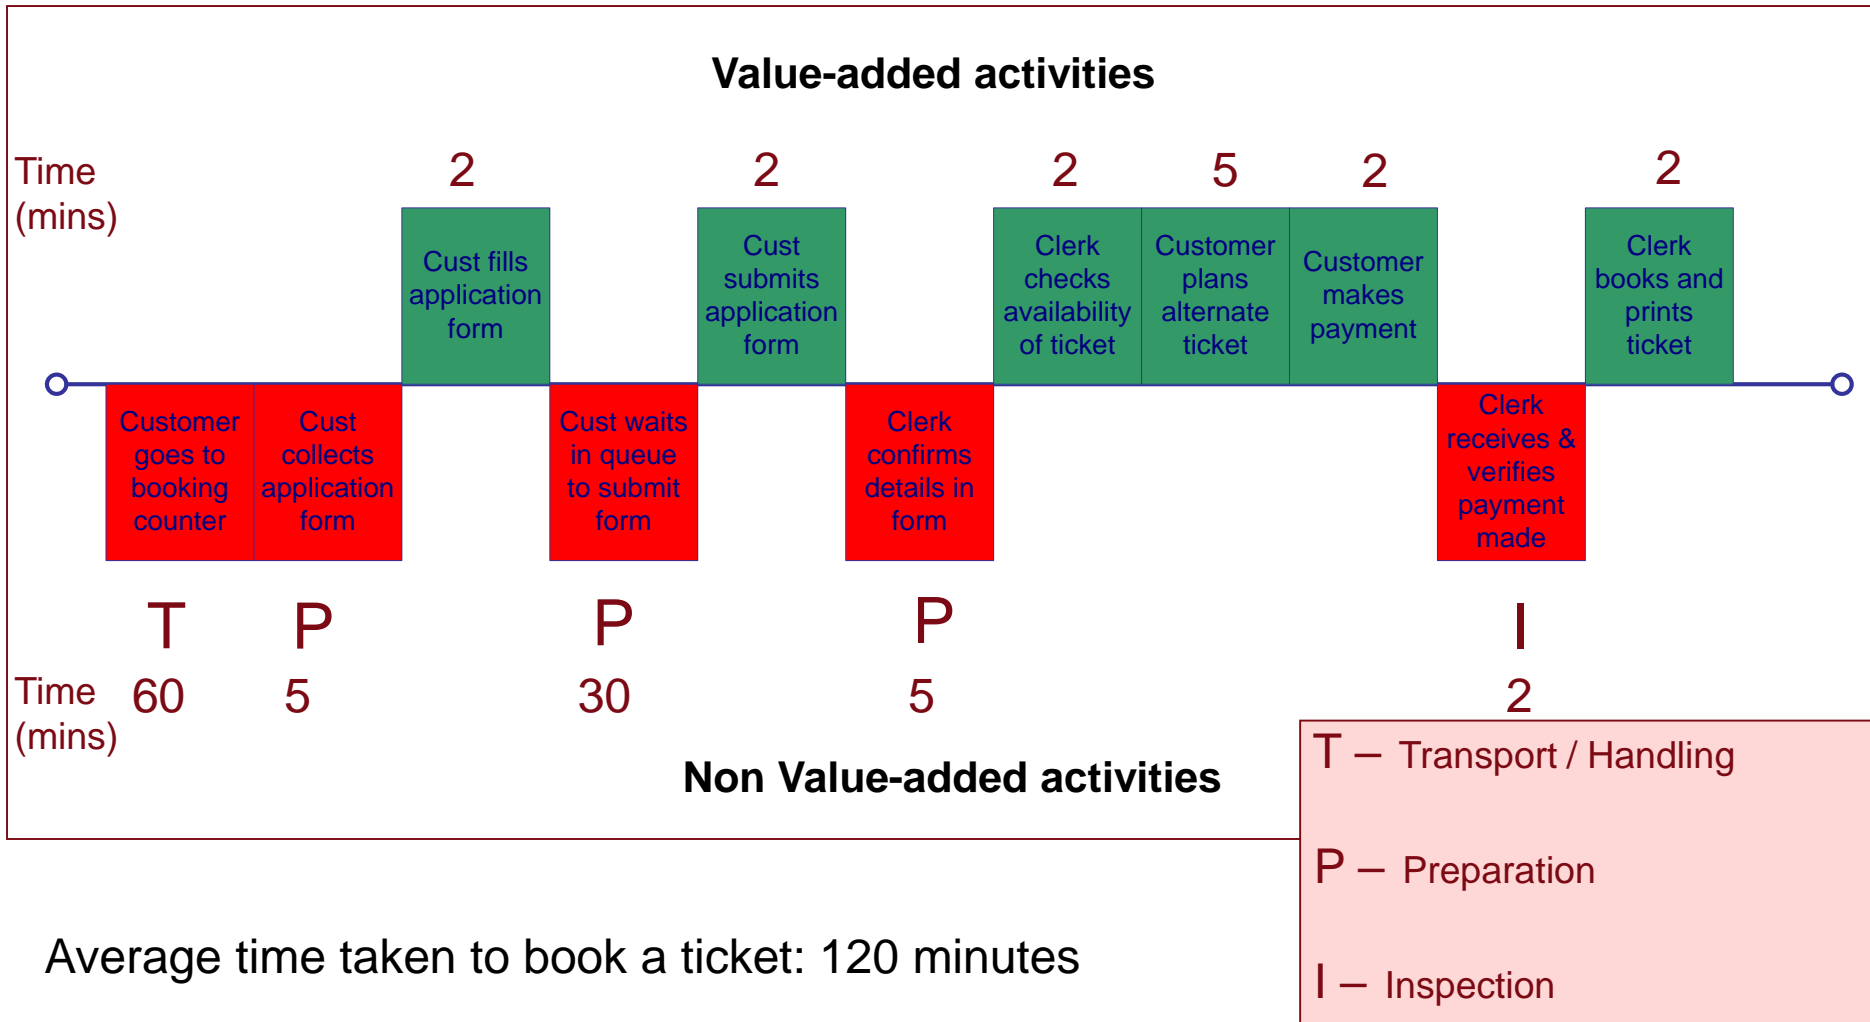 Value-added activities
Time
(mins)
2
2
2
5
2
2
Cust fills
application
form
Cust
submits
application
form
Clerk
checks
availability
of ticket
Customer
plans
alternate
ticket
Customer
makes
payment
Clerk
books and
prints
ticket
Customer
goes to
booking
counter
Cust
collects
application
form
Cust waits
in queue
to submit
form
Clerk
confirms
details in
form
Clerk
receives &
verifies
payment
made
T
P
P
P
I
Time
(mins)
60
5
30
5
2
Non Value-added activities
T – Transport / Handling
P – Preparation
I – Inspection
Average time taken to book a ticket: 120 minutes